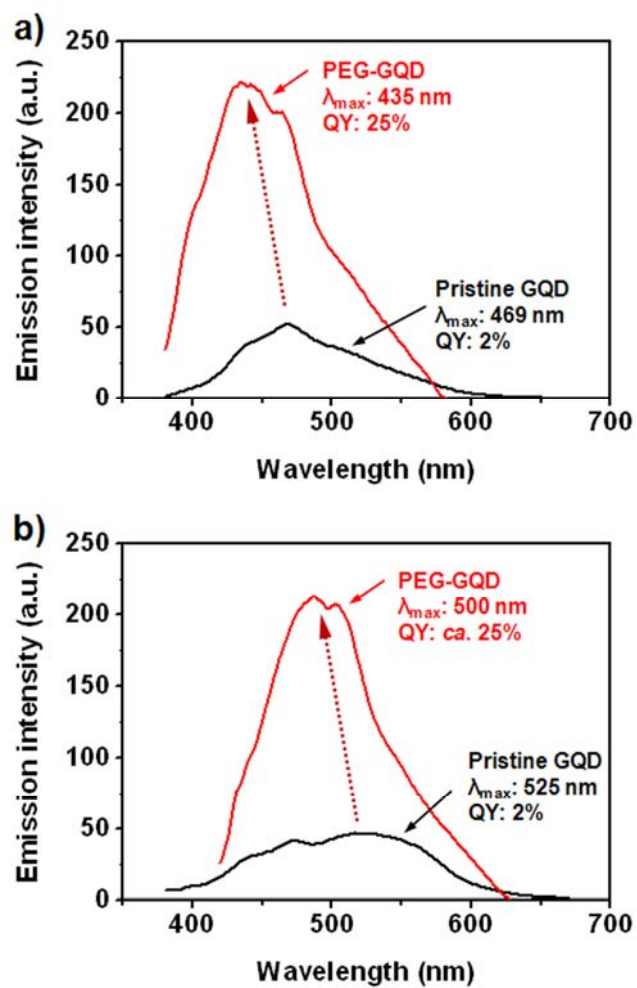 a)
250
200
150
100
50
0
400
500
600
700
Emission intensity (a.u.)
Wavelength (nm)
PEG-GQD
λmax: 435 nm
QY: 25%
Pristine GQD
λmax: 469 nm
QY: 2%
b)
250
200
150
100
50
0
400
500
600
700
Emission intensity (a.u.)
Wavelength (nm)
PEG-GQD
λmax: 500 nm
QY: ca. 25%
Pristine GQD
λmax: 525 nm
QY: 2%